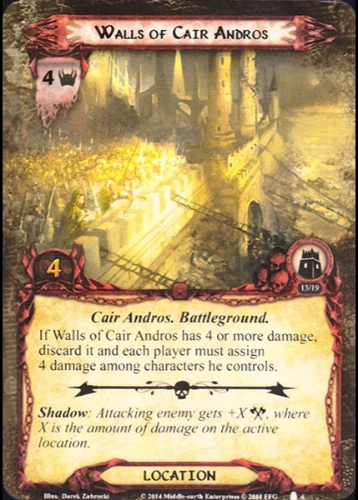 WALLS OF CAIR ANDROS
4
4
13/19
Cair Andros. Battleground.
If Walls of Cair Andros has 4 or more damage,
discard it and each player must assign
4 damage among characters he controls.
Shadow: Attacking enemy gets +X, where
X is the amount of damage on the active
location.
LOCATION
Illus. Darek Zabrocki
© 2014 Middle-earth Enterprises
FFG
6